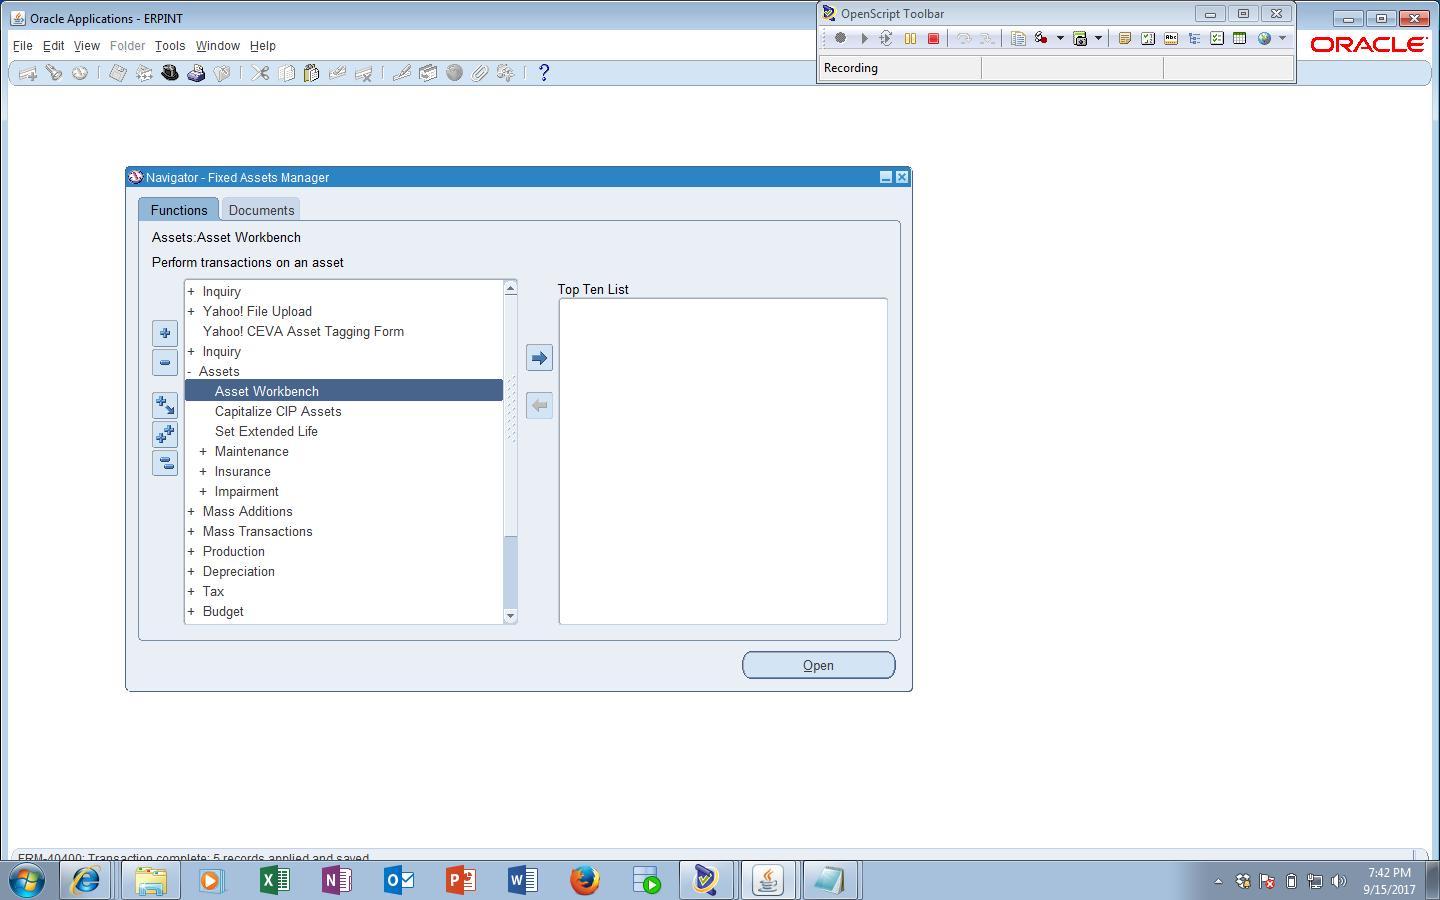 Oracle Applications - ERPINT
OpenScript Toolbar
File Edit View Folder Tools Window Help
ORACLE
Recording
Navigator - Fixed Assets Manager
Functions Documents
Assets:Asset Workbench
Perform transactions on an asset
Top Ten List
+ Inquiry
+ Yahoo! File Upload
Yahoo! CEVA Asset Tagging Form
+ Inquiry
- Assets
Asset Workbench
Capitalize CIP Assets
Set Extended Life
+ Maintenance
+ Insurance
+ Impairment
+ Mass Additions
+ Mass Transactions
+ Production
+ Depreciation
+ Tax
+ Budget
Open
FRM-40400: Transaction complete: 5 records applied and saved.
7:42 PM
9/15/2017